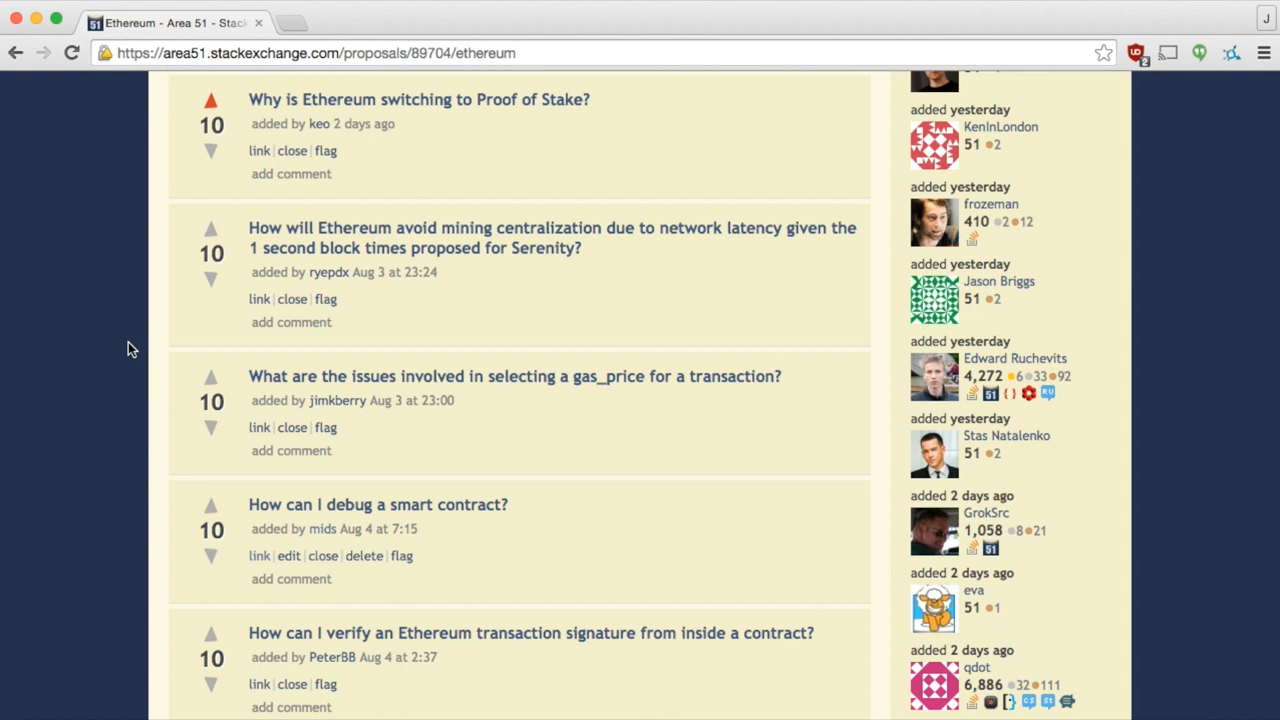 Ethereum - Area 51 - Stac
J
https://area51.stackexchange.com/proposals/89704/ethereum
2
Why is Ethereum switching to Proof of Stake?
10
added by keo 2 days ago
link | close | flag
add comment
How will Ethereum avoid mining centralization due to network latency given the
1 second block times proposed for Serenity?
10
added by ryepdx Aug 3 at 23:24
link | close | flag
add comment
What are the issues involved in selecting a gas_price for a transaction?
10
added by jimkberry Aug 3 at 23:00
link | close | flag
add comment
How can I debug a smart contract?
10
added by mids Aug 4 at 7:15
link | edit | close | delete | flag
add comment
How can I verify an Ethereum transaction signature from inside a contract?
10
added by PeterBB Aug 4 at 2:37
link | close | flag
add comment
added yesterday
KenInLondon
51 ●2
added yesterday
frozeman
410 ●2●12
added yesterday
Jason Briggs
51 ●2
added yesterday
Edward Ruchevits
4,272 ●6●33●92
added yesterday
Stas Natalenko
51 ●2
added 2 days ago
GrokSrc
1,058 ●8●21
added 2 days ago
eva
51 ●1
added 2 days ago
qdot
6,886 ●32●111